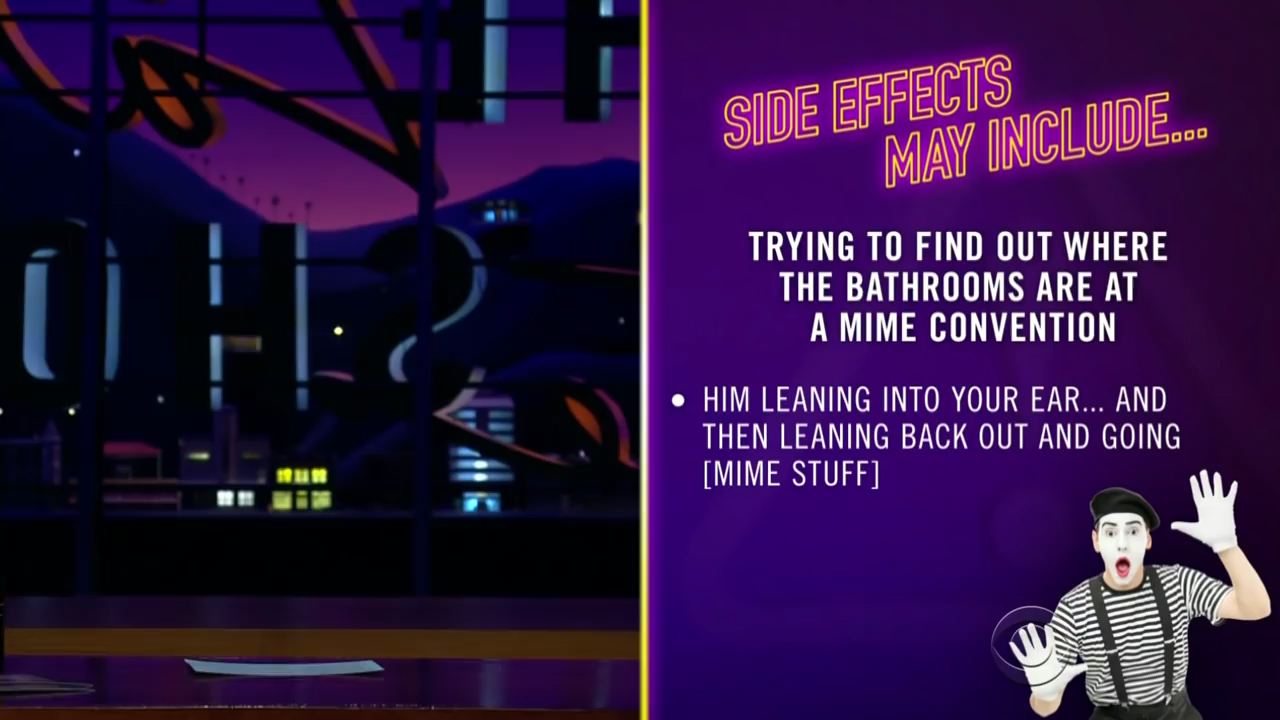 SIDE EFFECTS
MAY INCLUDE...
TRYING TO FIND OUT WHERE
THE BATHROOMS ARE AT
A MIME CONVENTION
• HIM LEANING INTO YOUR EAR... AND
THEN LEANING BACK OUT AND GOING
[MIME STUFF]